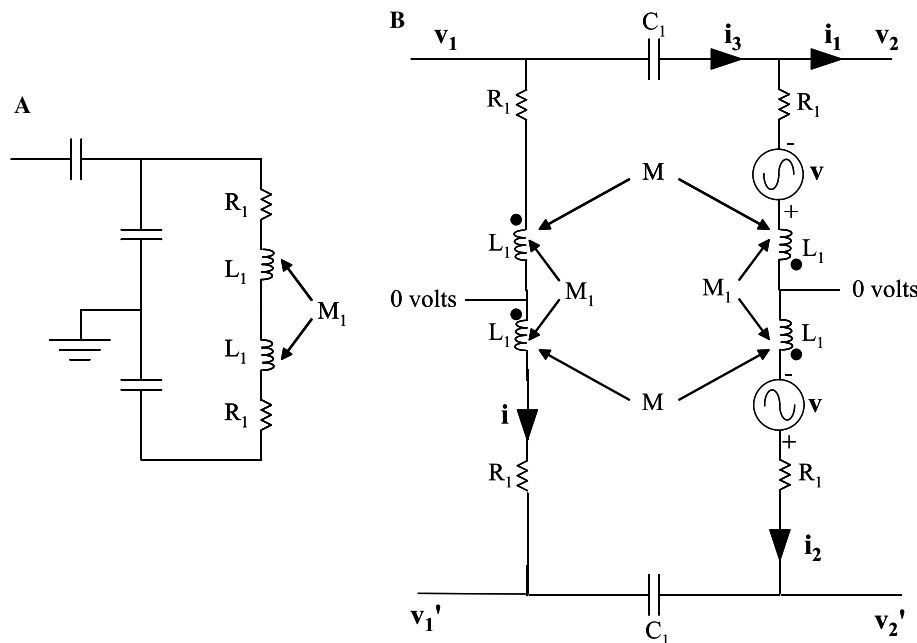 A
R₁
L₁
M₁
L₁
R₁
B
v₁
C₁
i₃
i₁
v₂
R₁
R₁
-
v
+
M
L₁
L₁
0 volts
M₁
M₁
0 volts
L₁
L₁
M
-
v
+
i
R₁
R₁
i₂
v₁'
C₁
v₂'